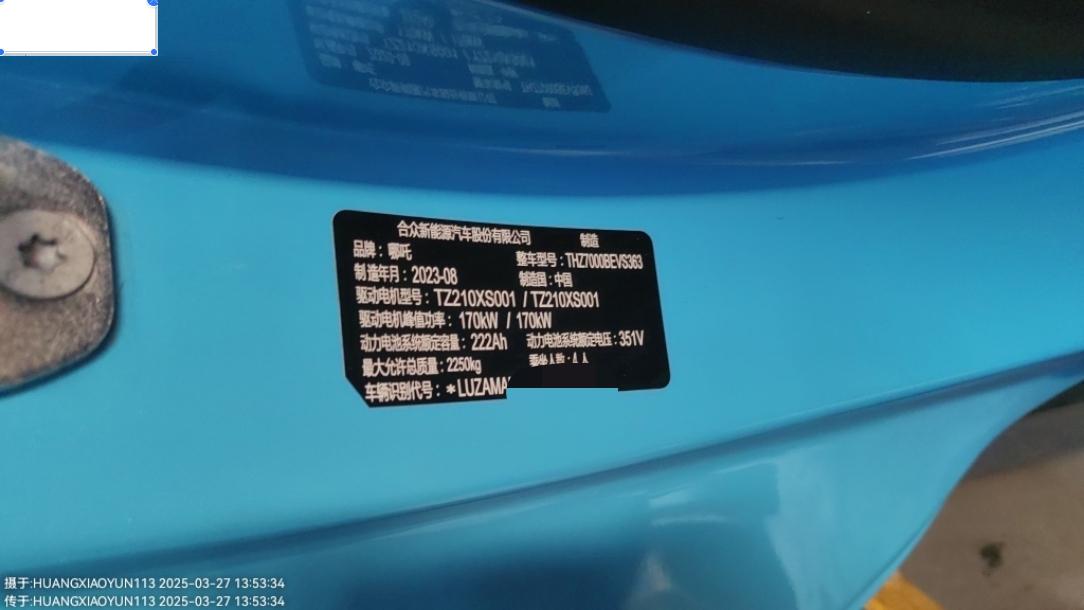 合众新能源汽车股份有限公司 制造
品牌：哪吒
整车型号：THZ7000BEVS363
制造年月：2023-08
制造国：中国
驱动电机型号：TZ210XS001 / TZ210XS001
驱动电机峰值功率：170kW / 170kW
动力电池系统额定容量：222Ah 动力电池系统额定电压：351V
最大允许总质量：2250kg
车辆识别代号：*LUZAMA
摄于:HUANGXIAOYUN113 2025-03-27 13:53:34
传于:HUANGXIAOYUN113 2025-03-27 13:53:34